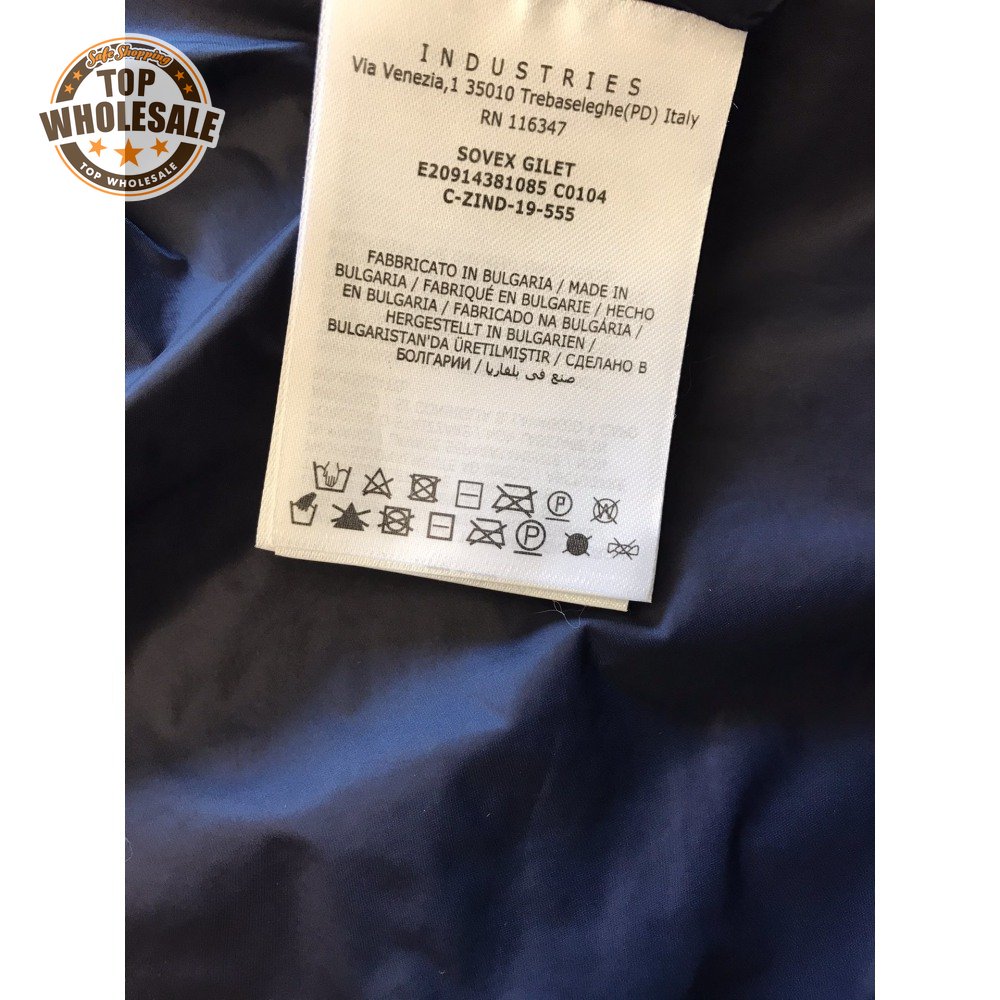 Safe Shopping
TOP
WHOLESALE
TOP WHOLESALE
INDUSTRIES
Via Venezia,1 35010 Trebaseleghe(PD) Italy
RN 116347
SOVEX GILET
E20914381085 C0104
C-ZIND-19-555
FABBRICATO IN BULGARIA / MADE IN
BULGARIA / FABRIQUÉ EN BULGARIE / HECHO
EN BULGARIA / FABRICADO NA BULGÁRIA /
HERGESTELLT IN BULGARIEN /
BULGARISTAN'DA ÜRETILMIŞTIR / СДЕЛАНО В
БОЛГАРИИ / صنع في بلغاريا
P
W
P